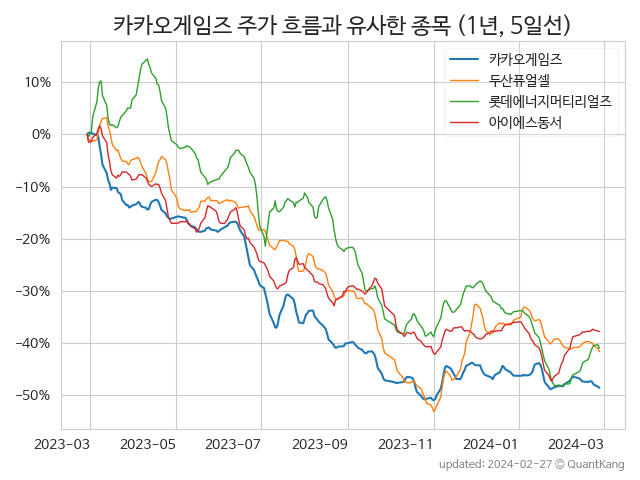 카카오게임즈 주가 흐름과 유사한 종목 (1년, 5일선)
카카오게임즈
두산퓨얼셀
롯데에너지머티리얼즈
아이에스동서
10%
0%
−10%
−20%
−30%
−40%
−50%
2023-03 2023-05 2023-07 2023-09 2023-11 2024-01 2024-03
updated: 2024-02-27 © QuantKang